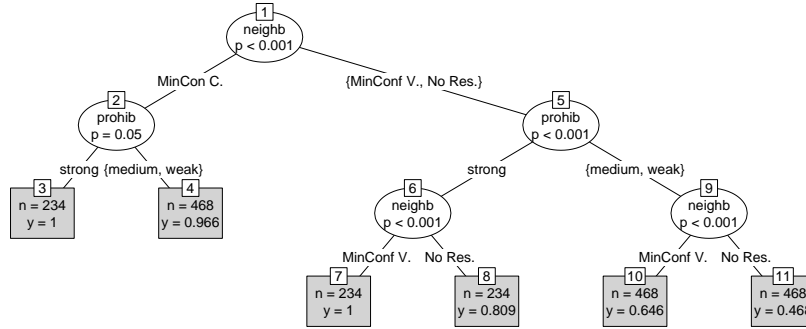 1
neighb
p < 0.001
MinCon C.
{MinConf V., No Res.}
2
prohib
p = 0.05
5
prohib
p < 0.001
strong {medium, weak}
strong
{medium, weak}
3
n = 234
y = 1
4
n = 468
y = 0.966
6
neighb
p < 0.001
9
neighb
p < 0.001
MinConf V.
No Res.
MinConf V.
No Res.
7
n = 234
y = 1
8
n = 234
y = 0.809
10
n = 468
y = 0.646
11
n = 468
y = 0.468